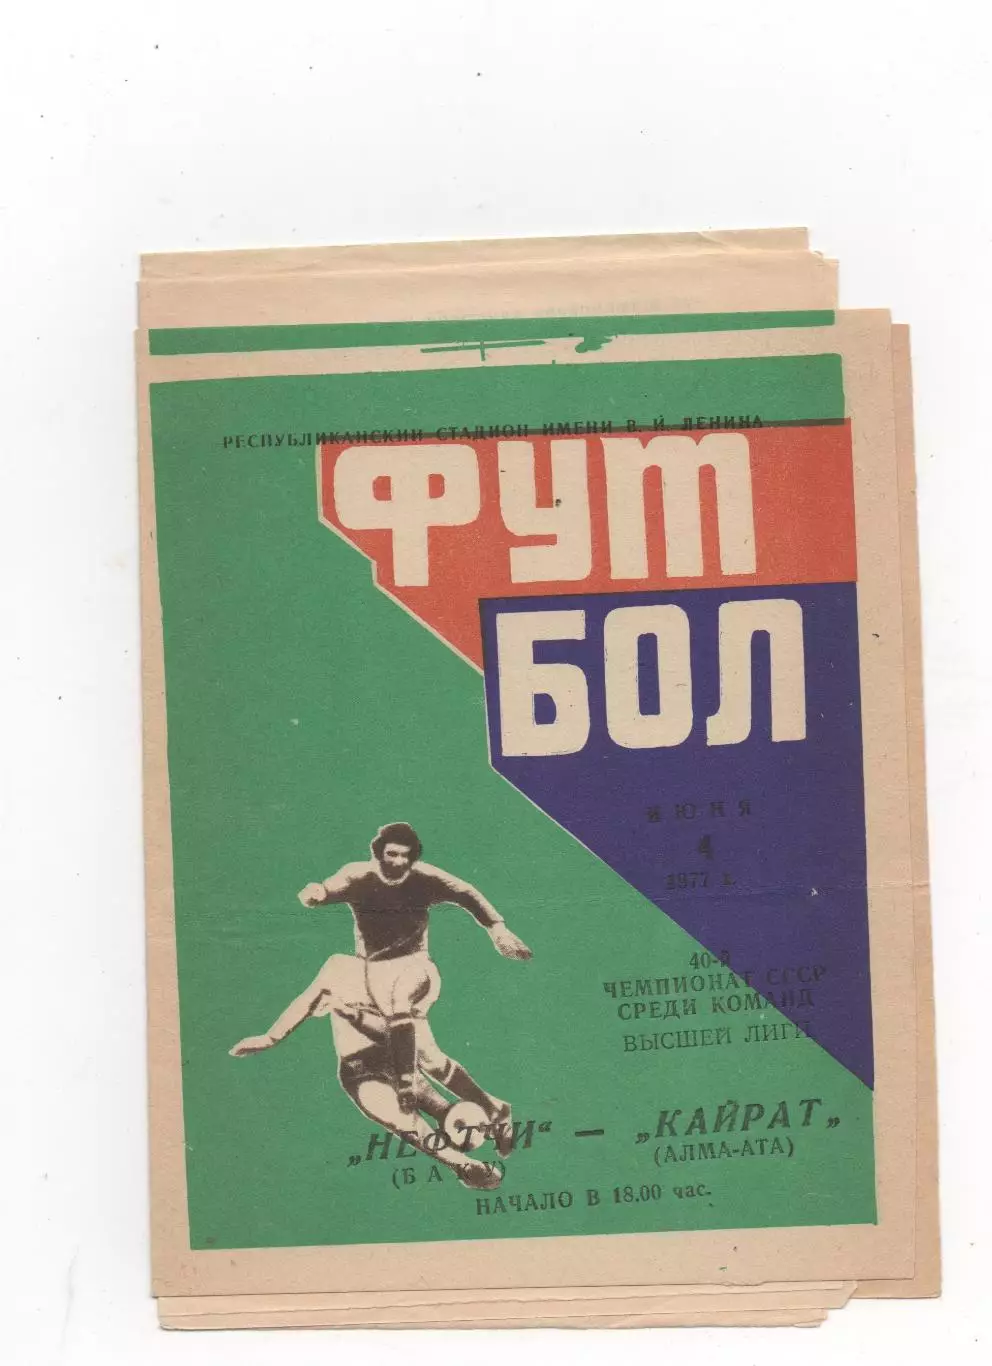 РЕСПУБЛИКАНСКИЙ СТАДИОН ИМЕНИ В. И. ЛЕНИНА
ФУТ
БОЛ
ИЮНЯ
4
1977 г.
40-й
ЧЕМПИОНАТ СССР
СРЕДИ КОМАНД
ВЫСШЕЙ ЛИГИ
„НЕФТЧИ“ — „КАЙРАТ„
(БАКУ) (АЛМА-АТА)
НАЧАЛО В 18.00 час.